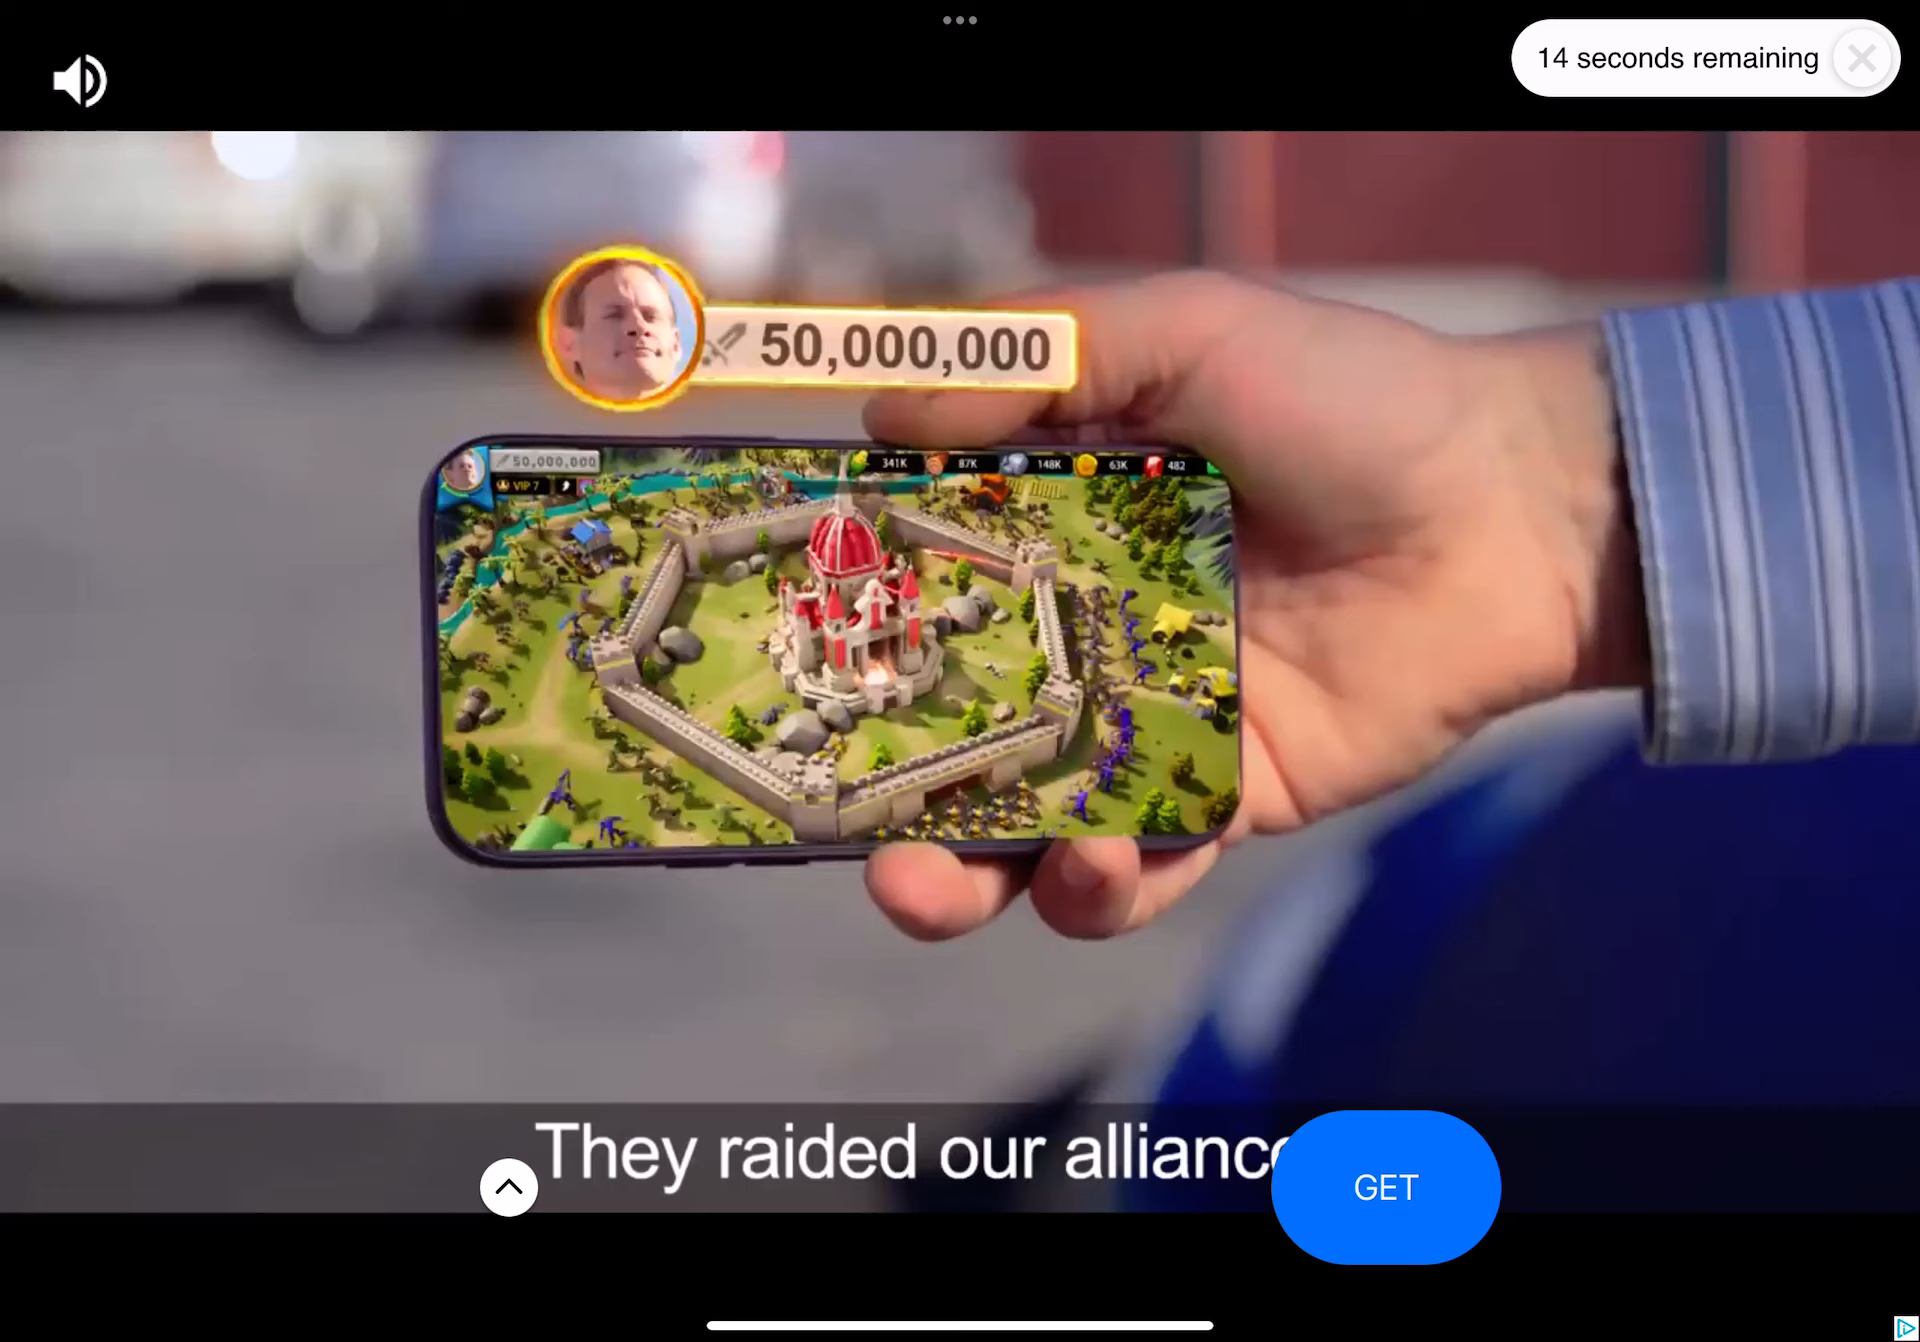 14 seconds remaining
50,000,000
50,000,000
341K 87K 148K 63K 482
VIP 7
They raided our alliance
GET